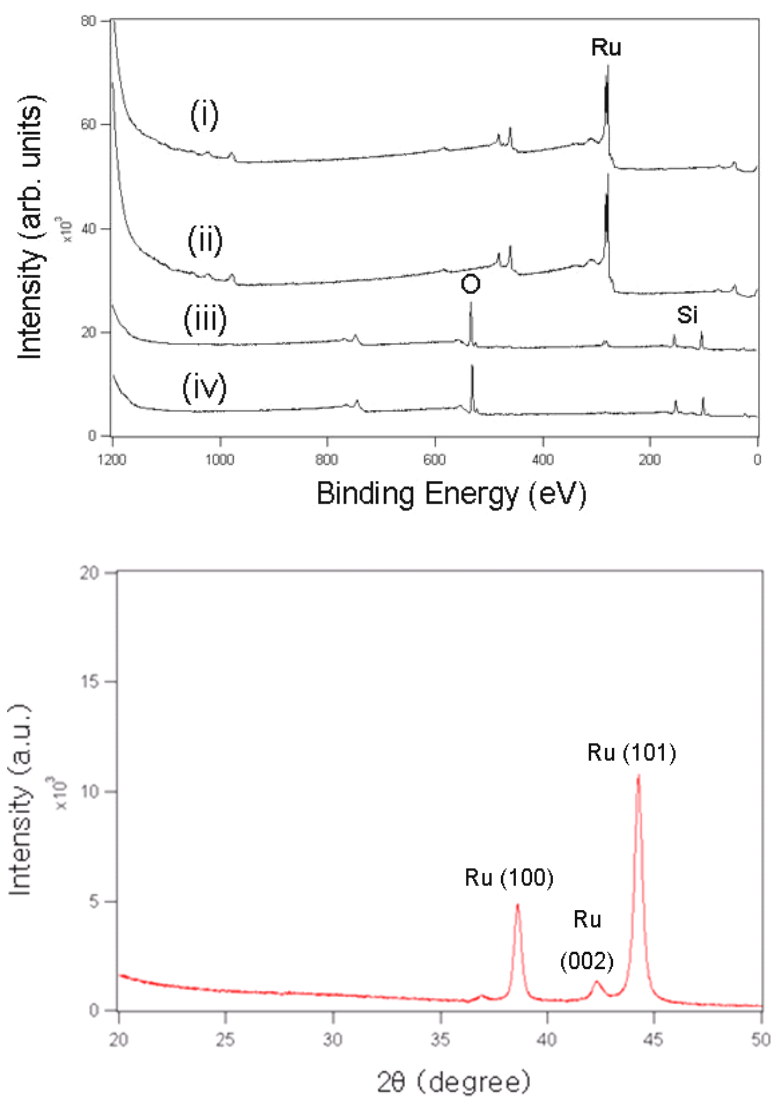 80
Ru
(i)
60
(ii)
40
O
(iii)
Si
20
(iv)
0
1200
1000
800
600
400
200
0
Binding Energy (eV)
Intensity (arb. units)
x10³
20
15
Ru (101)
10
Ru (100)
Ru
(002)
5
0
20
25
30
35
40
45
50
2θ (degree)
Intensity (a.u.)
x10³